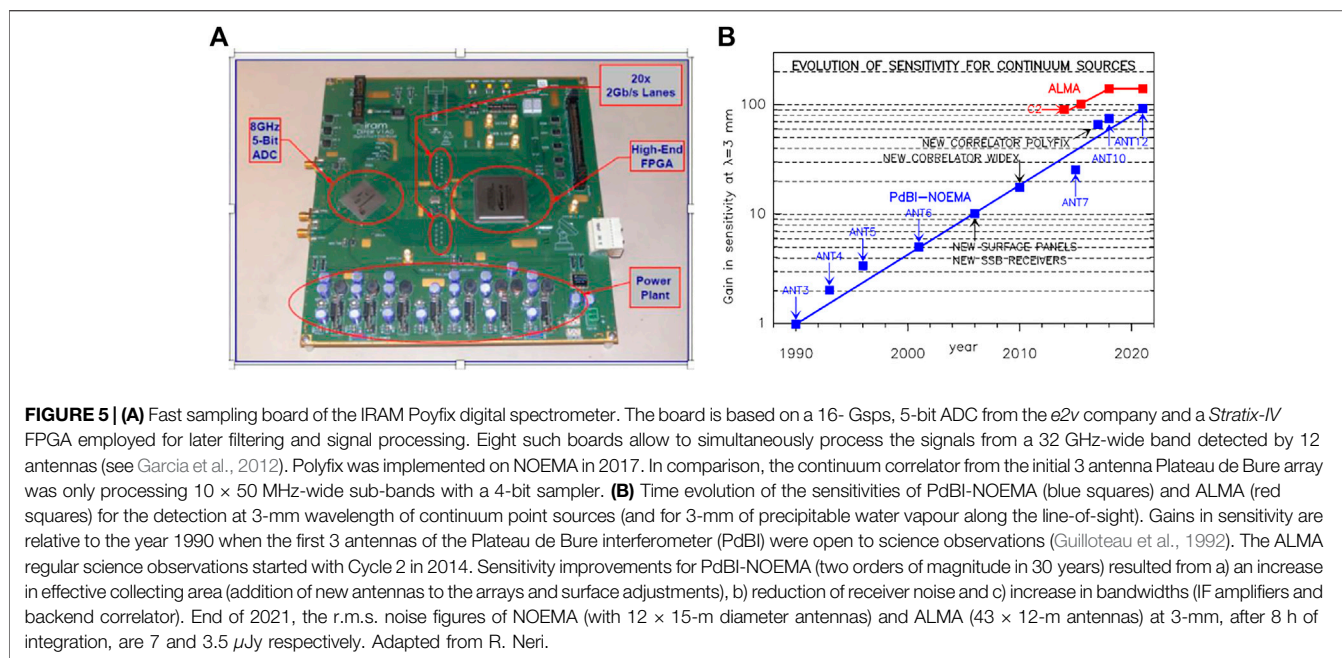 A
B
20x
2Gb/s Lanes
8GHz
5-Bit
ADC
High-End
FPGA
iram
Power
Plant
EVOLUTION OF SENSITIVITY FOR CONTINUUM SOURCES
ALMA
C2
100
NEW CORRELATOR POLYFIX
ANT12
NEW CORRELATOR WIDEX
ANT10
PdBI–NOEMA
ANT7
ANT6
10
ANT5
NEW SURFACE PANELS
NEW SSB RECEIVERS
ANT4
ANT3
1
Gain in sensitivity at λ=3 mm
1990
2000
year
2010
2020
FIGURE 5 | (A) Fast sampling board of the IRAM Poyfix digital spectrometer. The board is based on a 16- Gsps, 5-bit ADC from the e2v company and a Stratix-IV
FPGA employed for later filtering and signal processing. Eight such boards allow to simultaneously process the signals from a 32 GHz-wide band detected by 12
antennas (see Garcia et al., 2012). Polyfix was implemented on NOEMA in 2017. In comparison, the continuum correlator from the initial 3 antenna Plateau de Bure array
was only processing 10 × 50 MHz-wide sub-bands with a 4-bit sampler. (B) Time evolution of the sensitivities of PdBI-NOEMA (blue squares) and ALMA (red
squares) for the detection at 3-mm wavelength of continuum point sources (and for 3-mm of precipitable water vapour along the line-of-sight). Gains in sensitivity are
relative to the year 1990 when the first 3 antennas of the Plateau de Bure interferometer (PdBI) were open to science observations (Guilloteau et al., 1992). The ALMA
regular science observations started with Cycle 2 in 2014. Sensitivity improvements for PdBI-NOEMA (two orders of magnitude in 30 years) resulted from a) an increase
in effective collecting area (addition of new antennas to the arrays and surface adjustments), b) reduction of receiver noise and c) increase in bandwidths (IF amplifiers and
backend correlator). End of 2021, the r.m.s. noise figures of NOEMA (with 12 × 15-m diameter antennas) and ALMA (43 × 12-m antennas) at 3-mm, after 8 h of
integration, are 7 and 3.5 μJy respectively. Adapted from R. Neri.